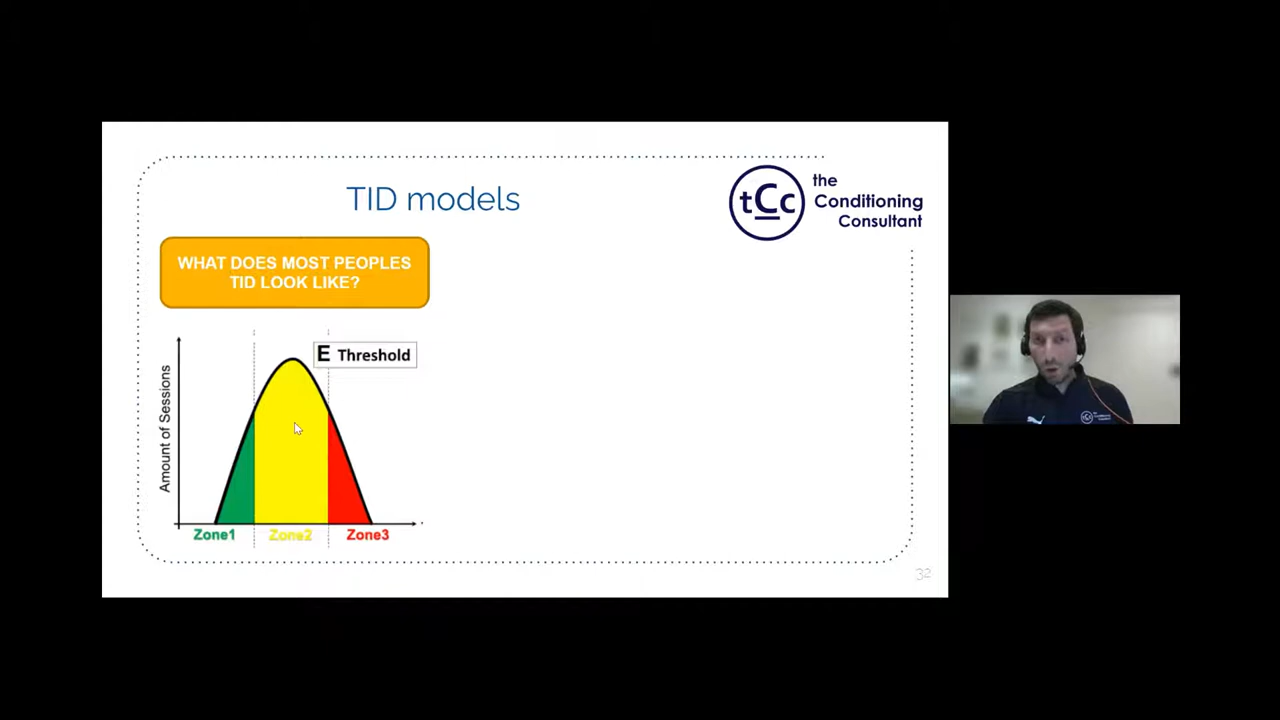 TID models
tCc
the
Conditioning
Consultant
WHAT DOES MOST PEOPLES
TID LOOK LIKE?
E Threshold
Amount of Sessions
Zone1
Zone2
Zone3
32